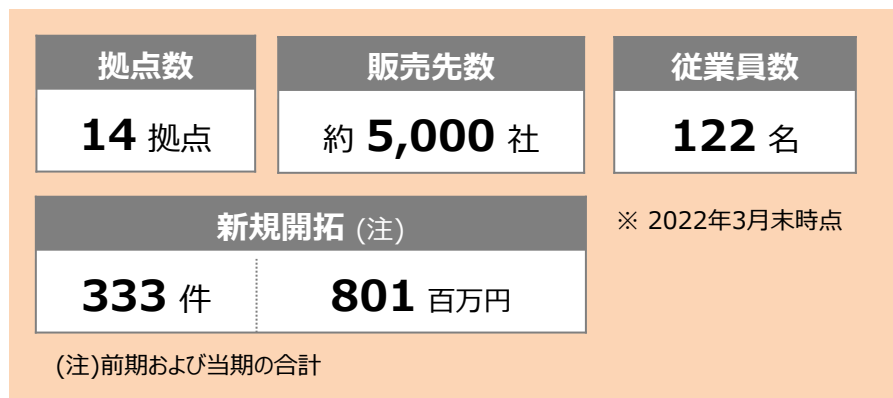 拠点数
14 拠点
販売先数
約 5,000 社
従業員数
122 名
新規開拓 (注)
333 件
801 百万円
※ 2022年3月末時点
(注)前期および当期の合計